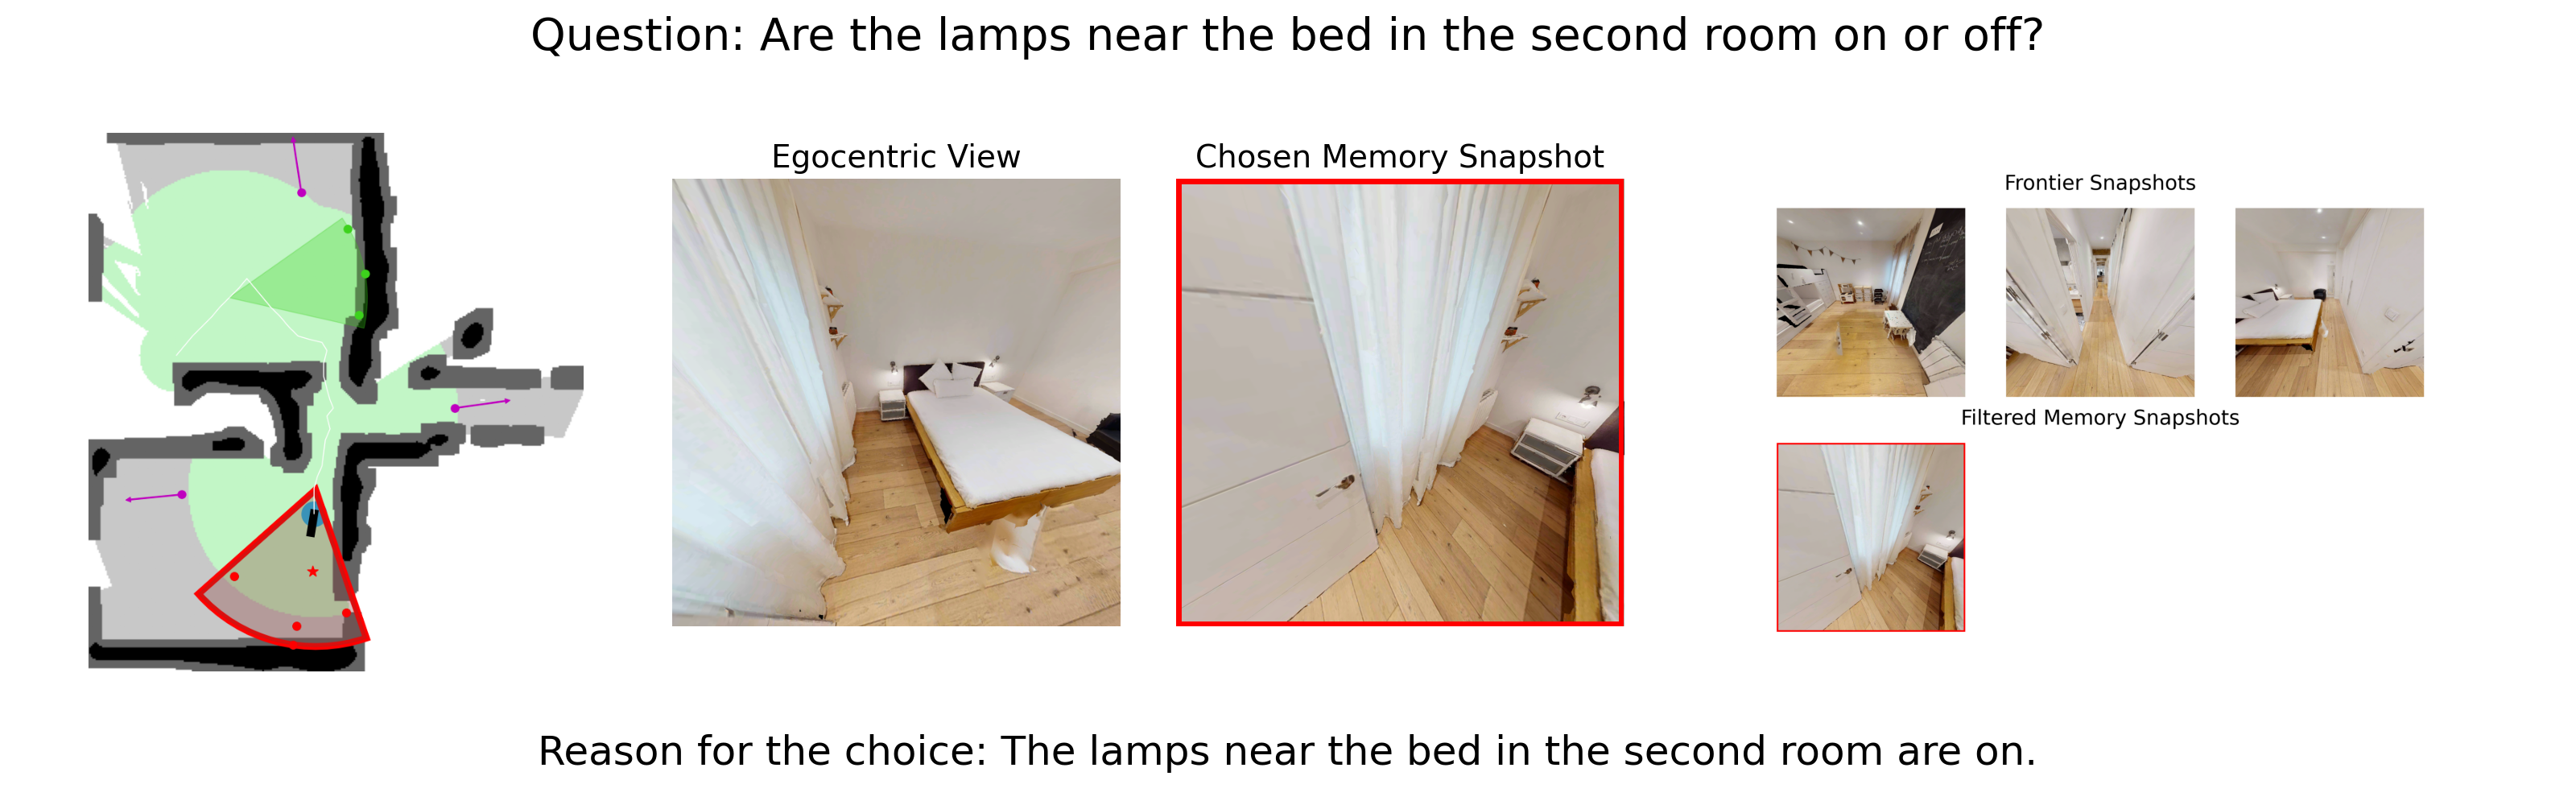 Question: Are the lamps near the bed in the second room on or off?
Egocentric View
Chosen Memory Snapshot
Frontier Snapshots
Filtered Memory Snapshots
Reason for the choice: The lamps near the bed in the second room are on.